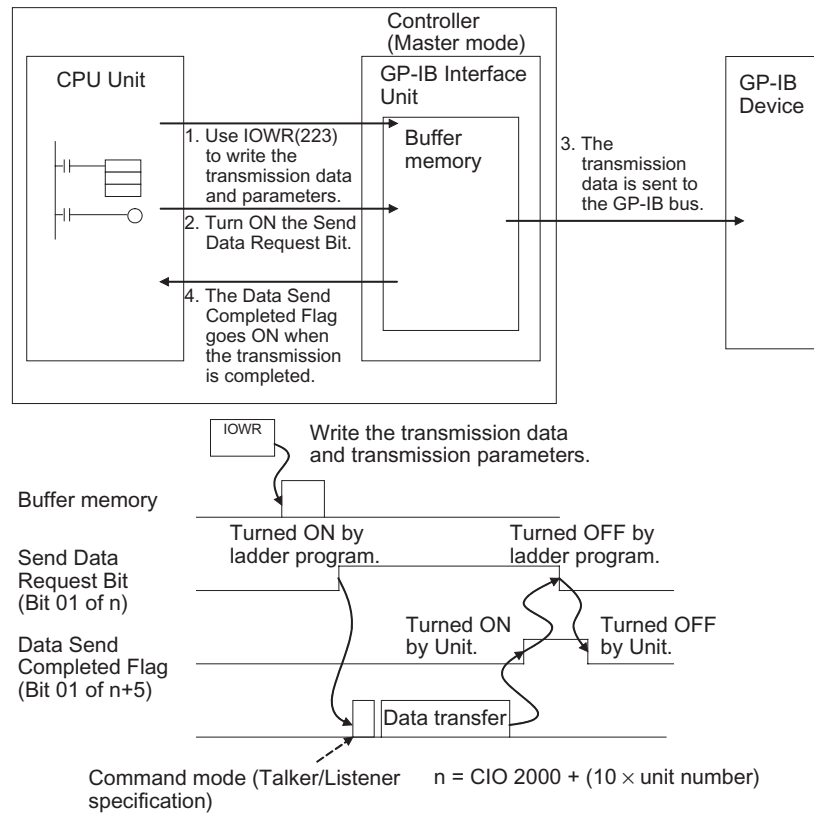 Controller
(Master mode)
CPU Unit
GP-IB Interface
Unit
GP-IB
Device
Buffer
memory
1. Use IOWR(223)
to write the
transmission data
and parameters.
2. Turn ON the Send
Data Request Bit.
3. The
transmission
data is sent to
the GP-IB bus.
4. The Data Send
Completed Flag
goes ON when
the transmission
is completed.
IOWR
Write the transmission data
and transmission parameters.
Buffer memory
Turned ON by
ladder program.
Turned OFF by
ladder program.
Send Data
Request Bit
(Bit 01 of n)
Turned ON
by Unit.
Turned OFF
by Unit.
Data Send
Completed Flag
(Bit 01 of n+5)
Data transfer
Command mode (Talker/Listener
specification)
n = CIO 2000 + (10 × unit number)